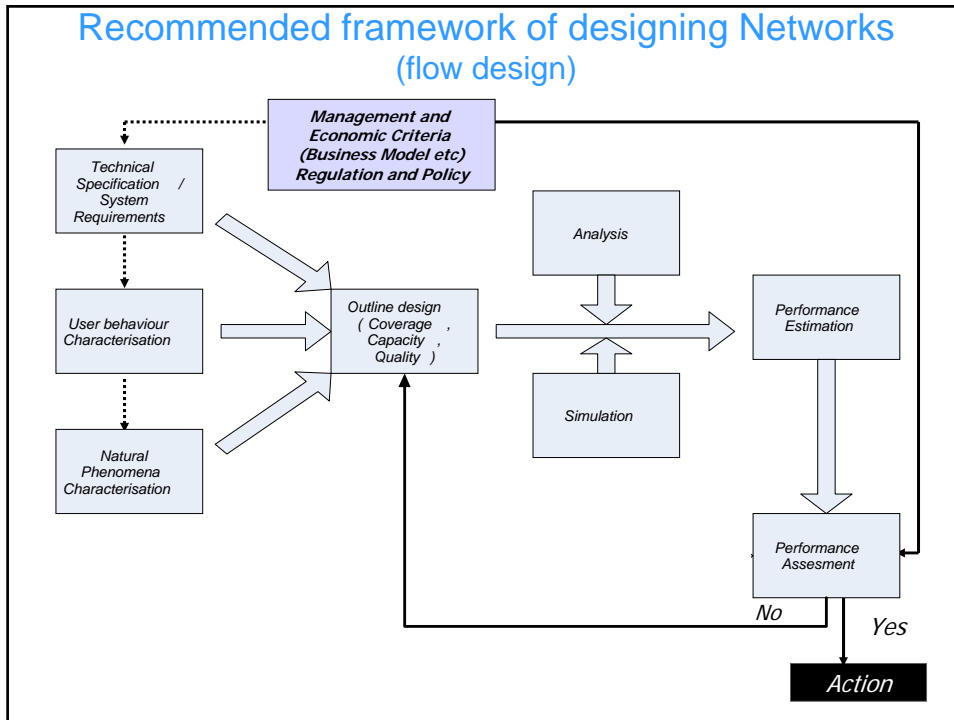 Recommended framework of designing Networks
(flow design)
Management and
Economic Criteria
(Business Model etc)
Regulation and Policy
Technical
Specification /
System
Requirements
Analysis
User behaviour
Characterisation
Outline design
( Coverage ,
Capacity ,
Quality )
Performance
Estimation
Simulation
Natural
Phenomena
Characterisation
Performance
Assesment
No
Yes
Action